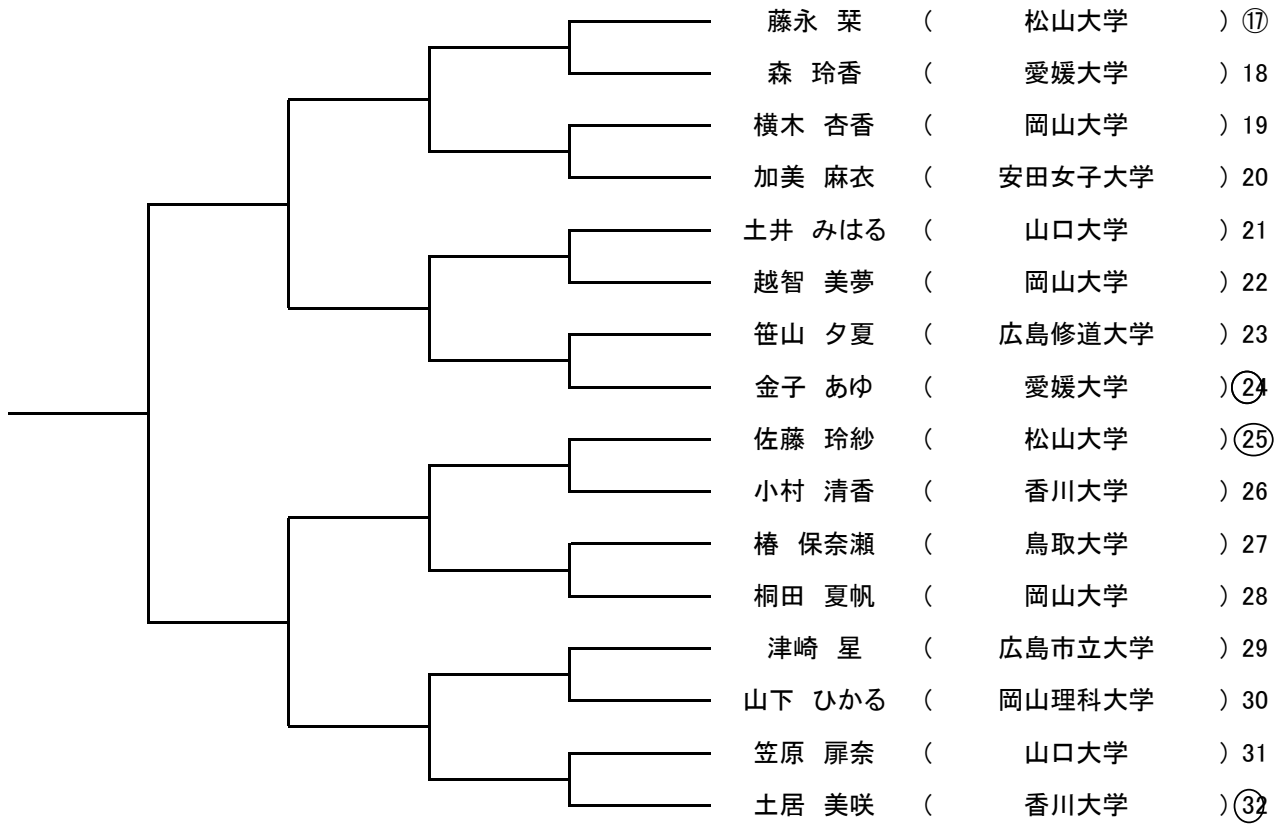 藤永 栞 ( 松山大学 ) ⑰
森 玲香 ( 愛媛大学 ) 18
横木 杏香 ( 岡山大学 ) 19
加美 麻衣 ( 安田女子大学 ) 20
土井 みはる ( 山口大学 ) 21
越智 美夢 ( 岡山大学 ) 22
笹山 夕夏 ( 広島修道大学 ) 23
金子 あゆ ( 愛媛大学 ) 24
佐藤 玲紗 ( 松山大学 ) 25
小村 清香 ( 香川大学 ) 26
椿 保奈瀬 ( 鳥取大学 ) 27
桐田 夏帆 ( 岡山大学 ) 28
津崎 星 ( 広島市立大学 ) 29
山下 ひかる ( 岡山理科大学 ) 30
笠原 扉奈 ( 山口大学 ) 31
土居 美咲 ( 香川大学 ) 32